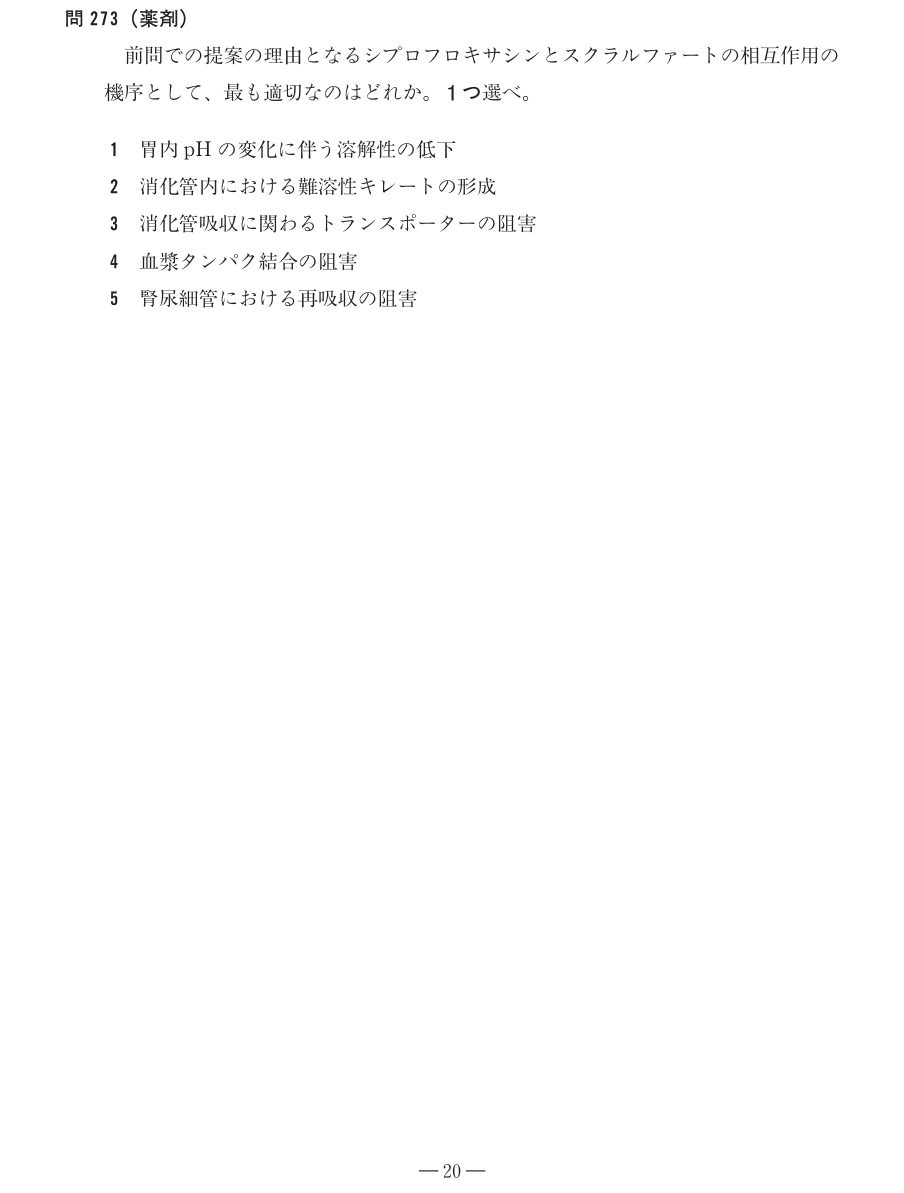 問 273（薬剤）
前問での提案の理由となるシプロフロキサシンとスクラルファートの相互作用の
機序として、最も適切なのはどれか。1つ選べ。
1 胃内 pH の変化に伴う溶解性の低下
2 消化管内における難溶性キレートの形成
3 消化管吸収に関わるトランスポーターの阻害
4 血漿タンパク結合の阻害
5 腎尿細管における再吸収の阻害
— 20 —